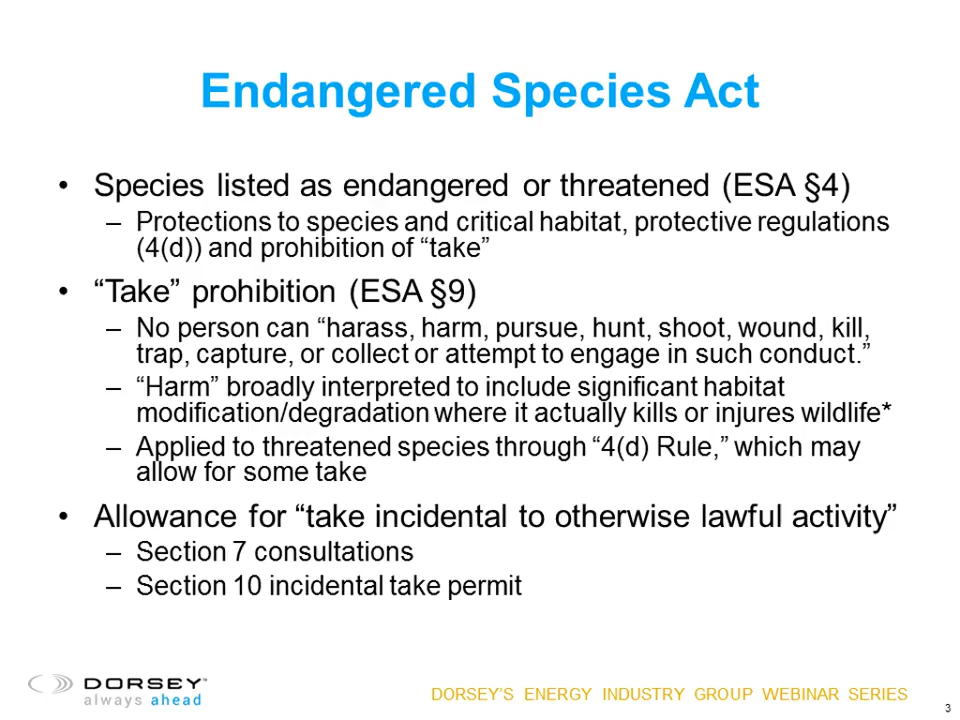 Endangered Species Act
• Species listed as endangered or threatened (ESA §4)
– Protections to species and critical habitat, protective regulations
(4(d)) and prohibition of “take”
• “Take” prohibition (ESA §9)
– No person can “harass, harm, pursue, hunt, shoot, wound, kill,
trap, capture, or collect or attempt to engage in such conduct.”
– “Harm” broadly interpreted to include significant habitat
modification/degradation where it actually kills or injures wildlife*
– Applied to threatened species through “4(d) Rule,” which may
allow for some take
• Allowance for “take incidental to otherwise lawful activity”
– Section 7 consultations
– Section 10 incidental take permit
DORSEY™
always ahead
DORSEY’S ENERGY INDUSTRY GROUP WEBINAR SERIES
3